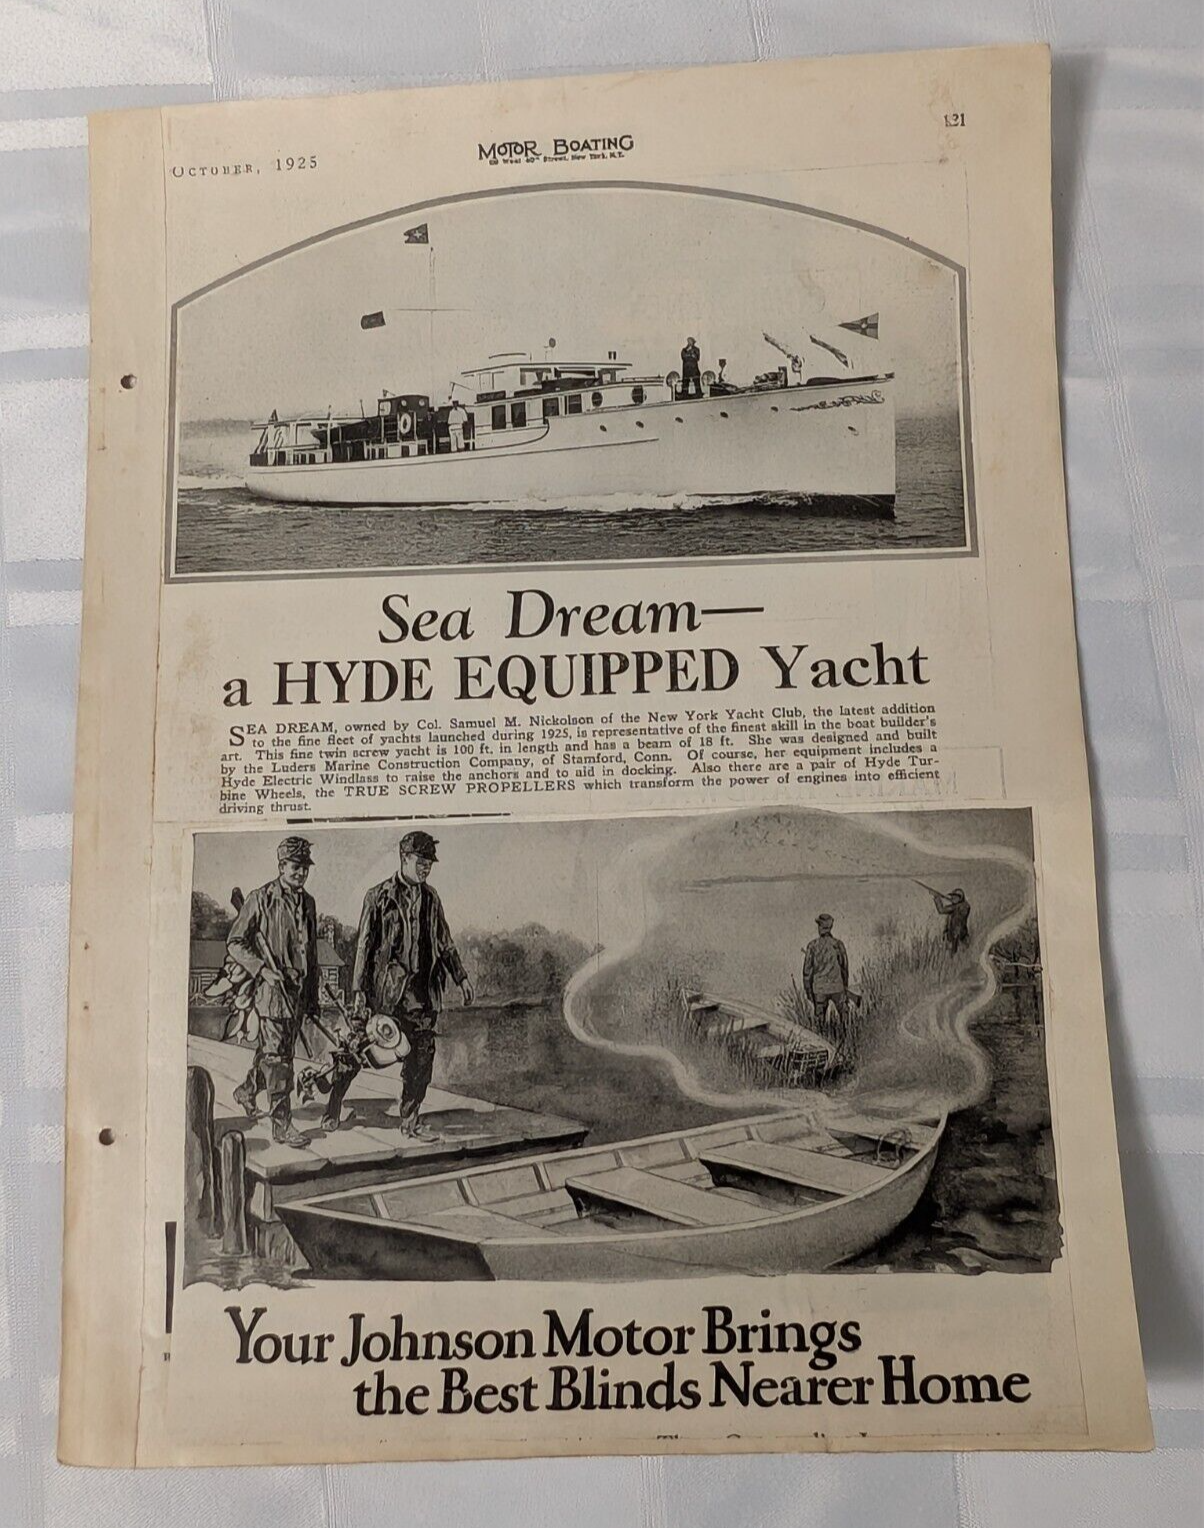 OCTOBER, 1925
MOTOR BOATING
119 West 40th Street, New York, N.Y.
131
Sea Dream—
a HYDE EQUIPPED Yacht
SEA DREAM, owned by Col. Samuel M. Nickolson of the New York Yacht Club, the latest addition
to the fine fleet of yachts launched during 1925, is representative of the finest skill in the boat builder's
art. This fine twin screw yacht is 100 ft. in length and has a beam of 18 ft. She was designed and built
by the Luders Marine Construction Company, of Stamford, Conn. Of course, her equipment includes a
Hyde Electric Windlass to raise the anchors and to aid in docking. Also there are a pair of Hyde Tur-
bine Wheels, the TRUE SCREW PROPELLERS which transform the power of engines into efficient
driving thrust.
Your Johnson Motor Brings
the Best Blinds Nearer Home